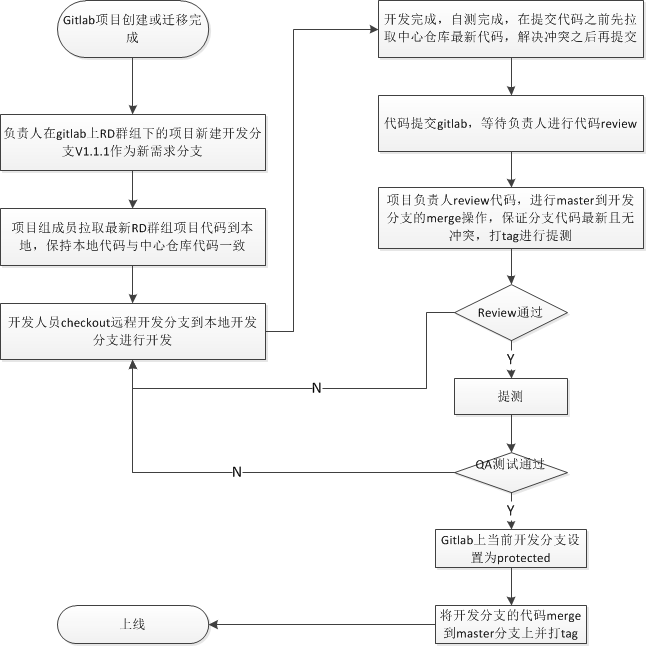 Gitlab项目创建或迁移完
成
负责人在gitlab上RD群组下的项目新建开发分
支V1.1.1作为新需求分支
项目组成员拉取最新RD群组项目代码到本
地，保持本地代码与中心仓库代码一致
开发人员checkout远程开发分支到本地开发
分支进行开发
开发完成，自测完成，在提交代码之前先拉
取中心仓库最新代码，解决冲突之后再提交
代码提交gitlab，等待负责人进行代码review
项目负责人review代码，进行master到开发
分支的merge操作，保证分支代码最新且无
冲突，打tag进行提测
Review通过
Y
N
提测
QA测试通过
N
Y
Gitlab上当前开发分支设
置为protected
将开发分支的代码merge
到master分支上并打tag
上线